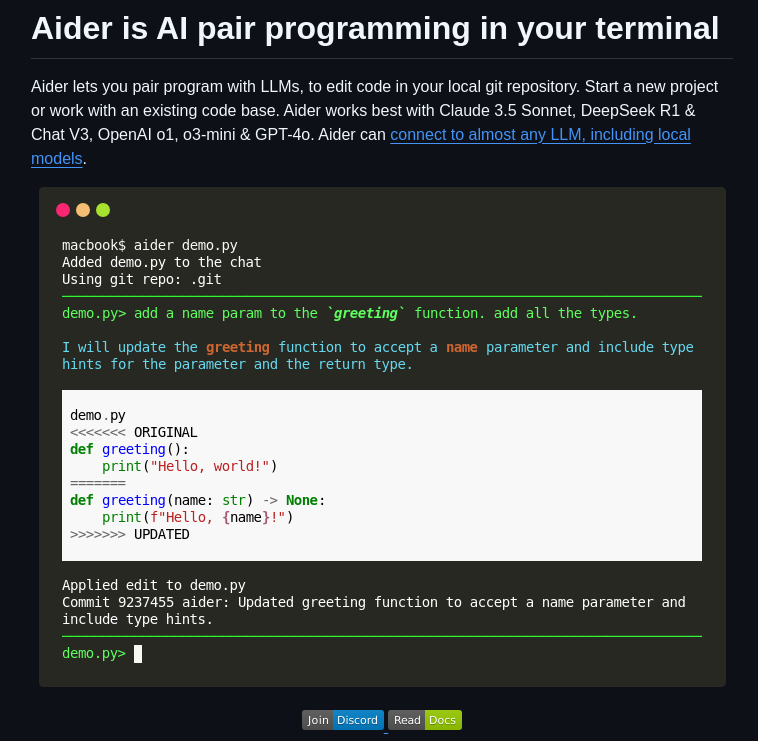 Aider is AI pair programming in your terminal
Aider lets you pair program with LLMs, to edit code in your local git repository. Start a new project
or work with an existing code base. Aider works best with Claude 3.5 Sonnet, DeepSeek R1 &
Chat V3, OpenAI o1, o3-mini & GPT-4o. Aider can connect to almost any LLM, including local
models.
macbook$ aider demo.py
Added demo.py to the chat
Using git repo: .git
demo.py> add a name param to the `greeting` function. add all the types.
I will update the greeting function to accept a name parameter and include type
hints for the parameter and the return type.
demo.py
<<<<<<< ORIGINAL
def greeting():
    print("Hello, world!")
=======
def greeting(name: str) -> None:
    print(f"Hello, {name}!")
>>>>>>> UPDATED
Applied edit to demo.py
Commit 9237455 aider: Updated greeting function to accept a name parameter and
include type hints.
demo.py>
Join Discord Read Docs